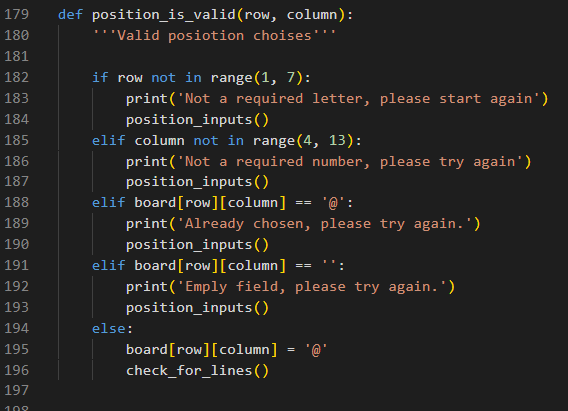 179 def position_is_valid(row, column):
180 '''Valid posiotion choises'''
181
182 if row not in range(1, 7):
183 print('Not a required letter, please start again')
184 position_inputs()
185 elif column not in range(4, 13):
186 print('Not a required number, please try again')
187 position_inputs()
188 elif board[row][column] == '@':
189 print('Already chosen, please try again.')
190 position_inputs()
191 elif board[row][column] == '':
192 print('Emply field, please try again.')
193 position_inputs()
194 else:
195 board[row][column] = '@'
196 check_for_lines()
197
198